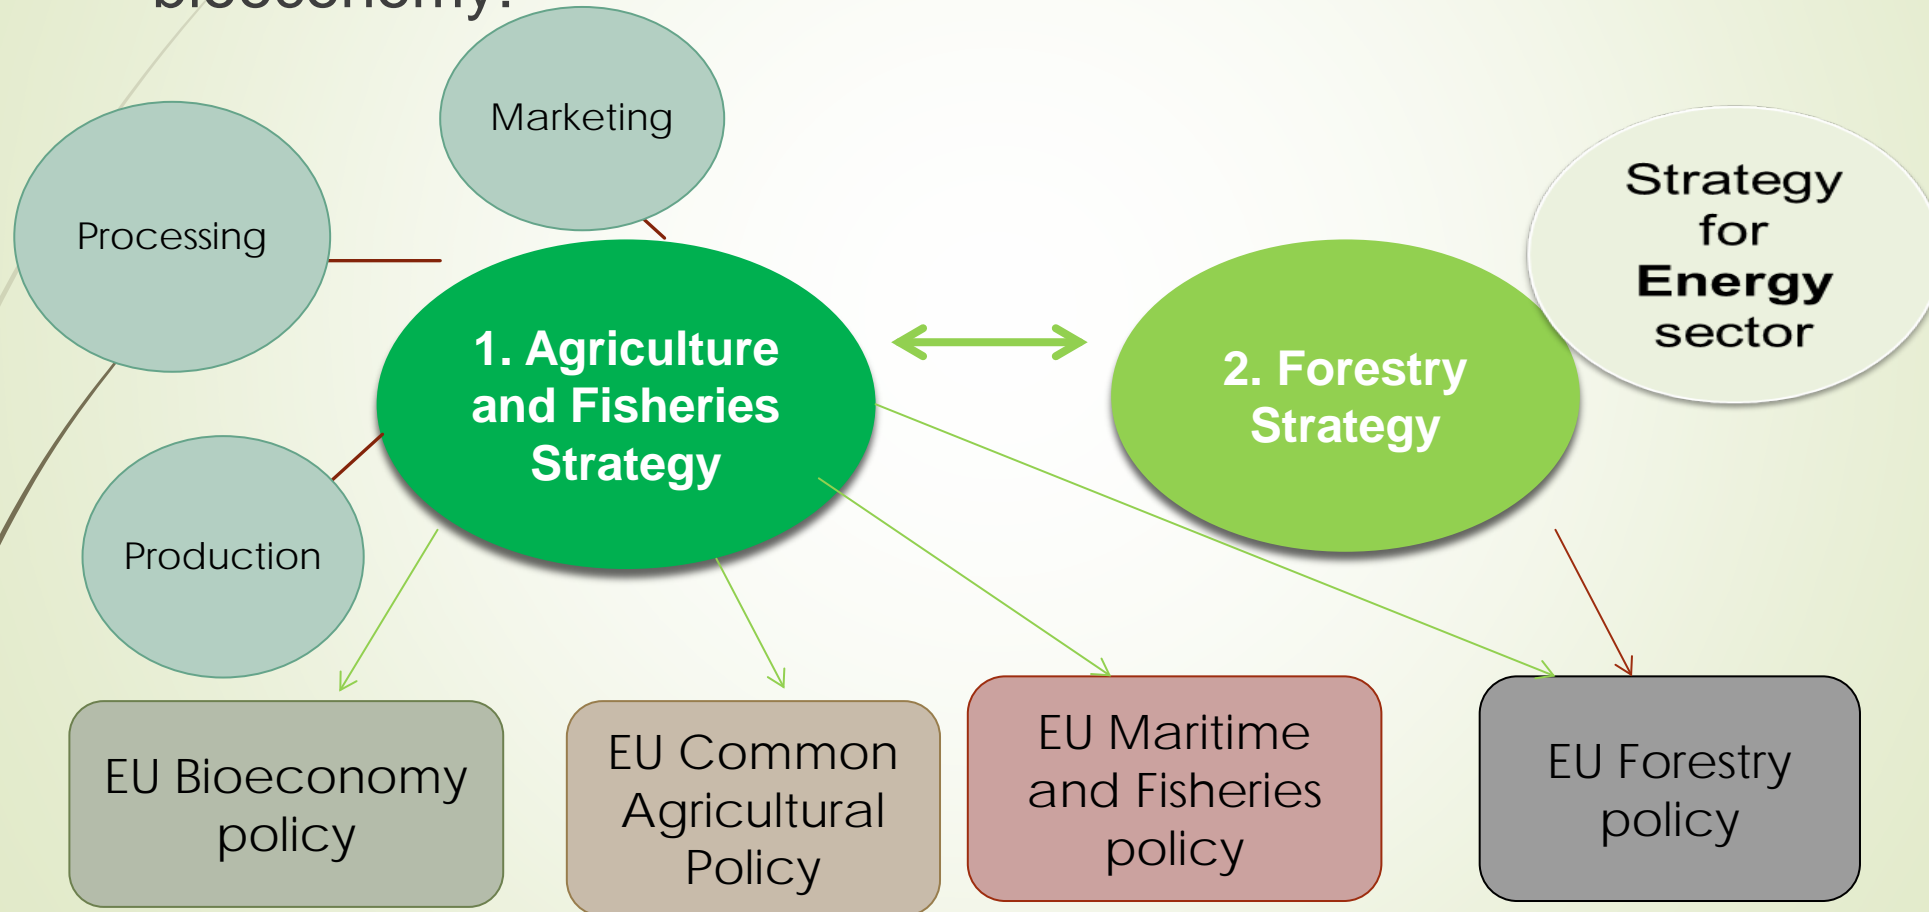 bioeconomy:
Marketing
Processing
Production
1. Agriculture
and Fisheries
Strategy
2. Forestry
Strategy
Strategy
for
Energy
sector
EU Bioeconomy
policy
EU Common
Agricultural
Policy
EU Maritime
and Fisheries
policy
EU Forestry
policy